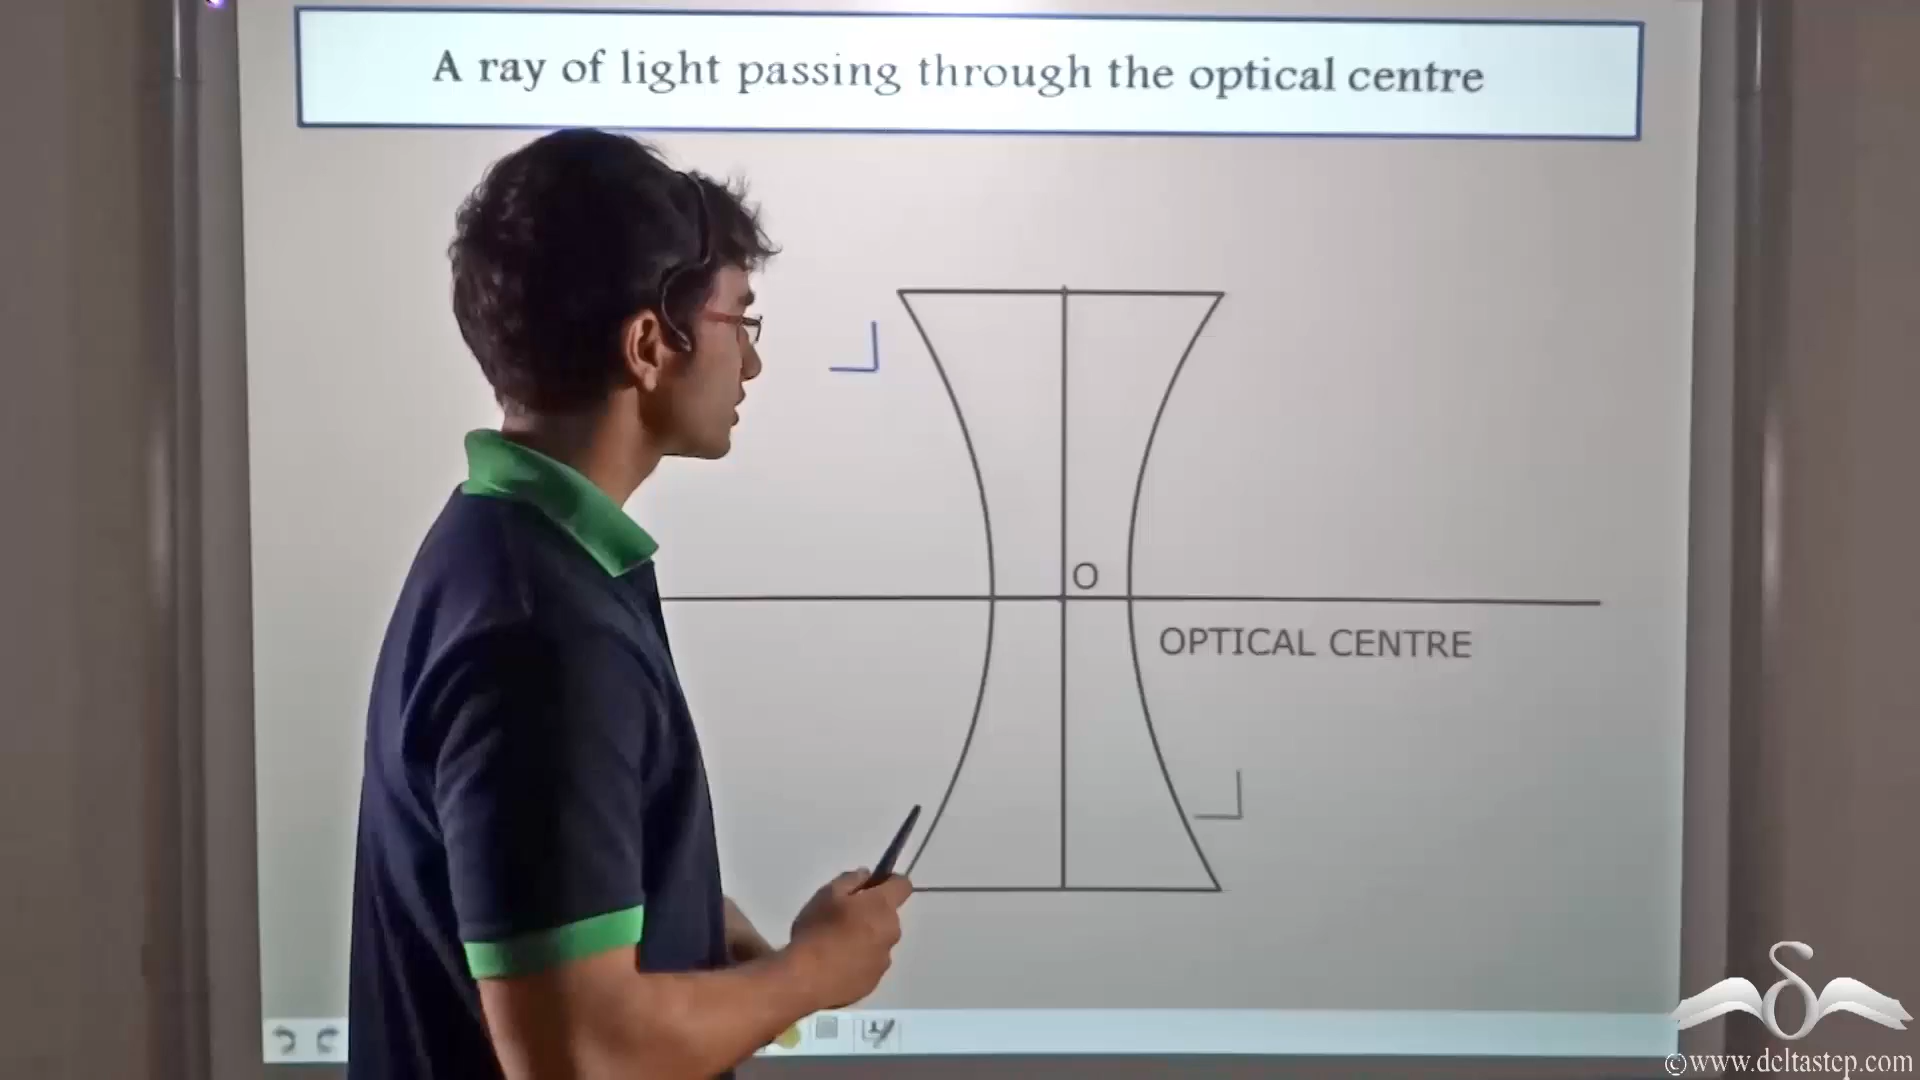 A ray of light passing through the optical centre
O
OPTICAL CENTRE
©www.deltastep.com